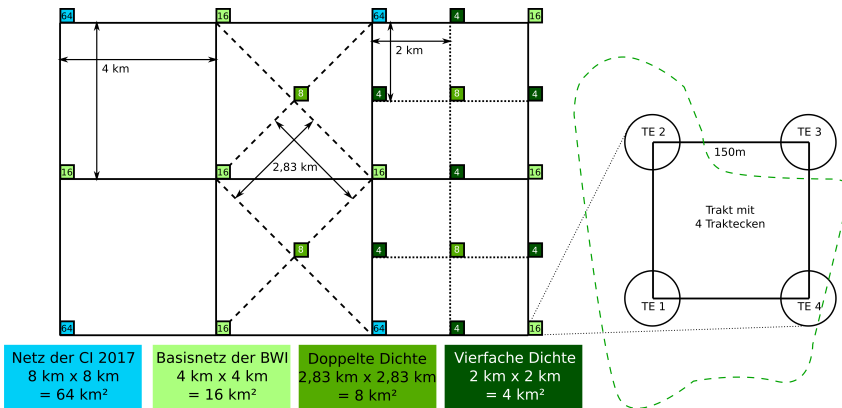 64 16 64 4 16
4 km
2 km
8 4 8 4
TE 2 TE 3
150m
2,83 km
16 16 16 4 16
Trakt mit
4 Traktecken
8 4 8 4
TE 1 TE 4
64 16 64 4 16
Netz der CI 2017
8 km x 8 km
= 64 km²
Basisnetz der BWI
4 km x 4 km
= 16 km²
Doppelte Dichte
2,83 km x 2,83 km
= 8 km²
Vierfache Dichte
2 km x 2 km
= 4 km²